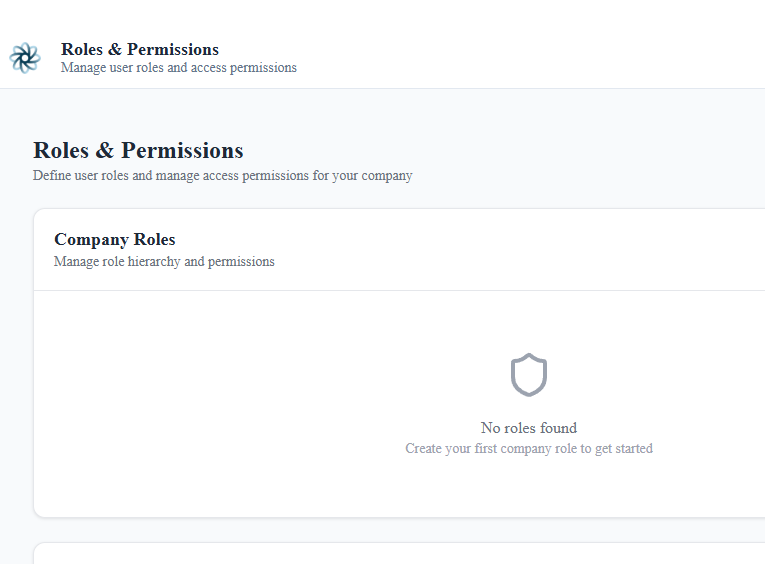 Roles & Permissions
Manage user roles and access permissions
Roles & Permissions
Define user roles and manage access permissions for your company
Company Roles
Manage role hierarchy and permissions
No roles found
Create your first company role to get started